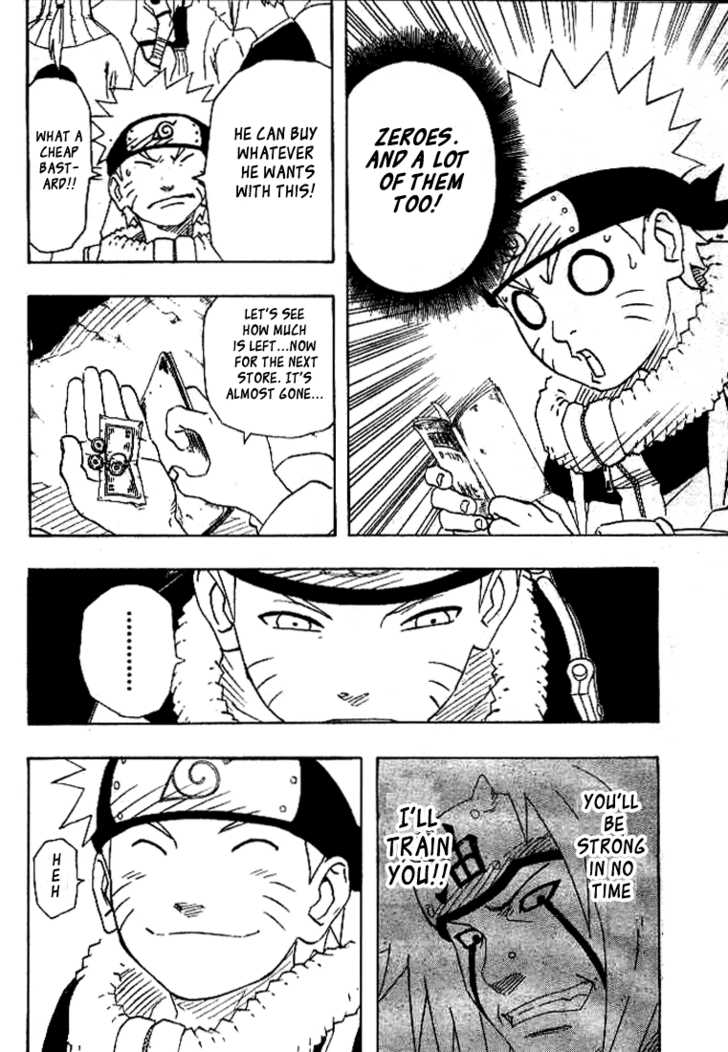 ZEROES.
AND A LOT
OF THEM
TOO!
HE CAN BUY
WHATEVER
HE WANTS
WITH THIS!
WHAT A
CHEAP
BAST-
ARD!!
LET'S SEE
HOW MUCH
IS LEFT...NOW
FOR THE NEXT
STORE. IT'S
ALMOST GONE...
.........
YOU'LL
BE
STRONG
IN NO
TIME
I'LL
TRAIN
YOU!!
HEH